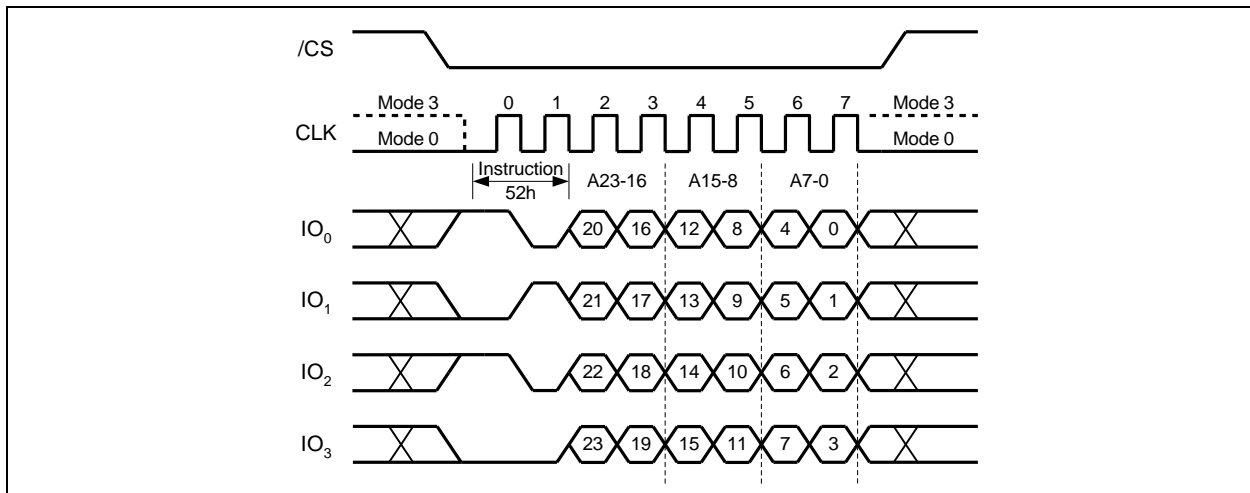 /CS
Mode 3 0 1 2 3 4 5 6 7 Mode 3
CLK
Mode 0 Mode 0
Instruction A23-16 A15-8 A7-0
52h
IO0 20 16 12 8 4 0
IO1 21 17 13 9 5 1
IO2 22 18 14 10 6 2
IO3 23 19 15 11 7 3